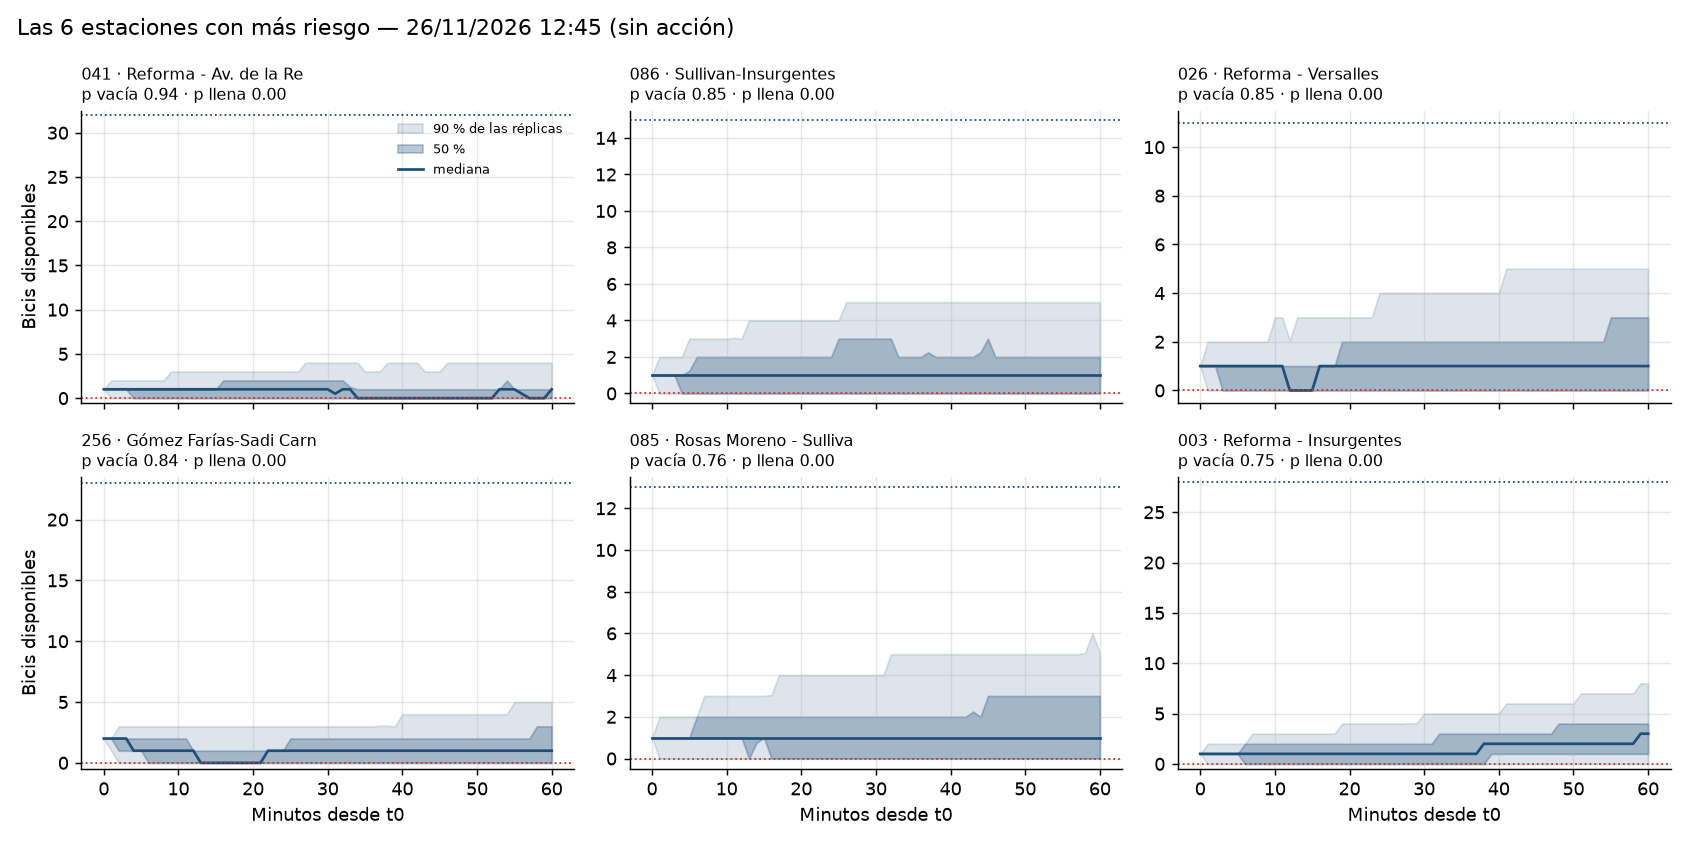 Las 6 estaciones con más riesgo — 26/11/2026 12:45 (sin acción)
041 · Reforma - Av. de la Re
p vacía 0.94 · p llena 0.00
086 · Sullivan-Insurgentes
p vacía 0.85 · p llena 0.00
026 · Reforma - Versalles
p vacía 0.85 · p llena 0.00
Bicis disponibles
30
25
20
15
10
5
0
90 % de las réplicas
50 %
mediana
14
12
10
8
6
4
2
0
10
8
6
4
2
0
256 · Gómez Farías-Sadi Carn
p vacía 0.84 · p llena 0.00
085 · Rosas Moreno - Sulliva
p vacía 0.76 · p llena 0.00
003 · Reforma - Insurgentes
p vacía 0.75 · p llena 0.00
Bicis disponibles
20
15
10
5
0
12
10
8
6
4
2
0
25
20
15
10
5
0
0 10 20 30 40 50 60
0 10 20 30 40 50 60
0 10 20 30 40 50 60
Minutos desde t0
Minutos desde t0
Minutos desde t0